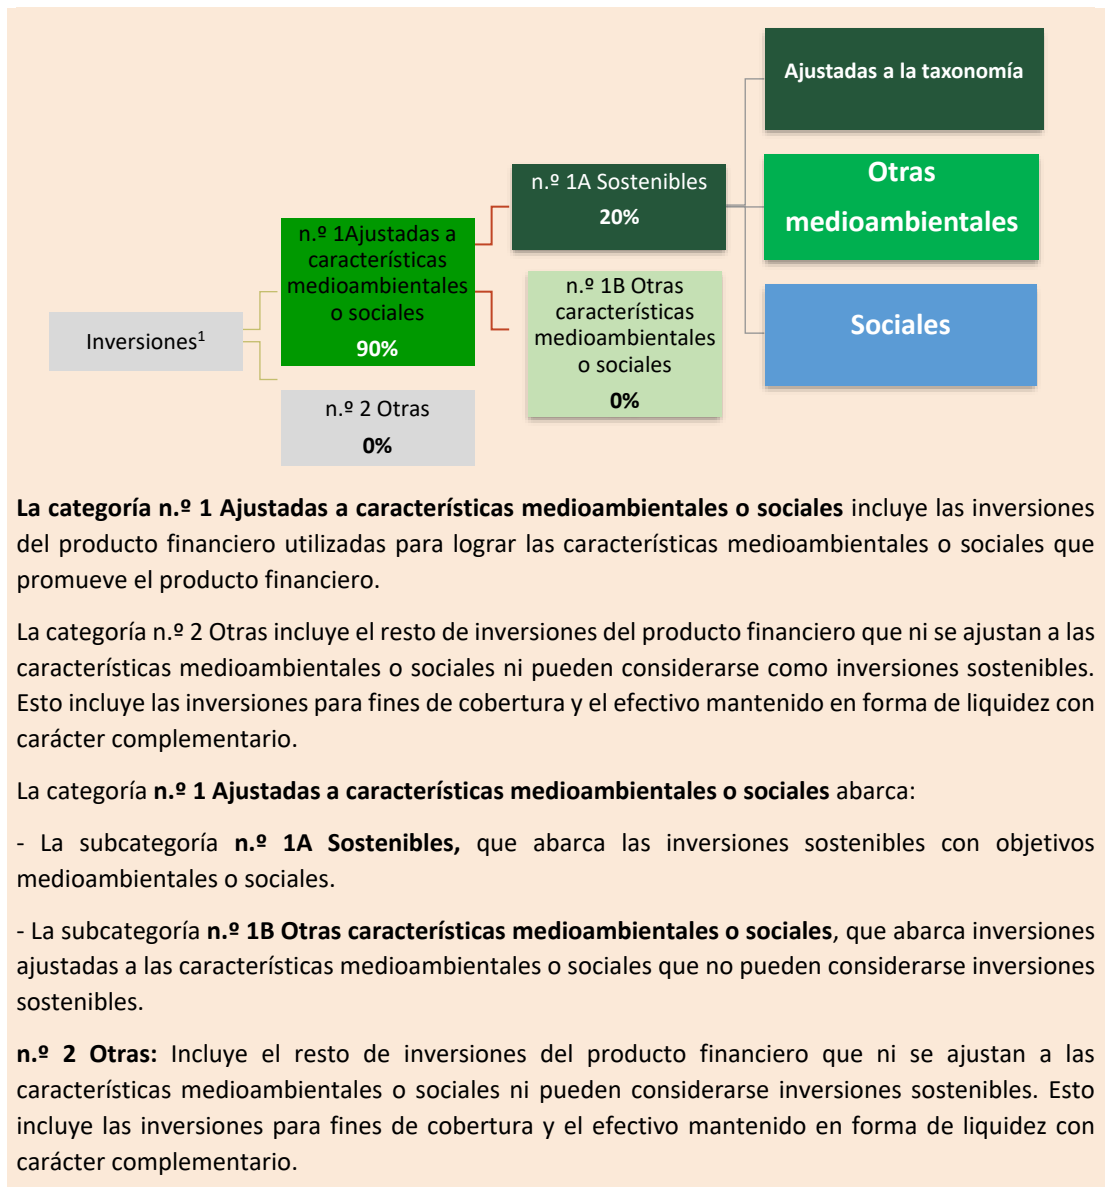 Ajustadas a la taxonomía
Otras
medioambientales
Sociales
n.º 1A Sostenibles
20%
n.º 1Ajustadas a
características
medioambientales
o sociales
90%
n.º 1B Otras
características
medioambientales
o sociales
0%
Inversiones¹
n.º 2 Otras
0%
La categoría n.º 1 Ajustadas a características medioambientales o sociales incluye las inversiones
del producto financiero utilizadas para lograr las características medioambientales o sociales que
promueve el producto financiero.
La categoría n.º 2 Otras incluye el resto de inversiones del producto financiero que ni se ajustan a las
características medioambientales o sociales ni pueden considerarse como inversiones sostenibles.
Esto incluye las inversiones para fines de cobertura y el efectivo mantenido en forma de liquidez con
carácter complementario.
La categoría n.º 1 Ajustadas a características medioambientales o sociales abarca:
- La subcategoría n.º 1A Sostenibles, que abarca las inversiones sostenibles con objetivos
medioambientales o sociales.
- La subcategoría n.º 1B Otras características medioambientales o sociales, que abarca inversiones
ajustadas a las características medioambientales o sociales que no pueden considerarse inversiones
sostenibles.
n.º 2 Otras: Incluye el resto de inversiones del producto financiero que ni se ajustan a las
características medioambientales o sociales ni pueden considerarse inversiones sostenibles. Esto
incluye las inversiones para fines de cobertura y el efectivo mantenido en forma de liquidez con
carácter complementario.